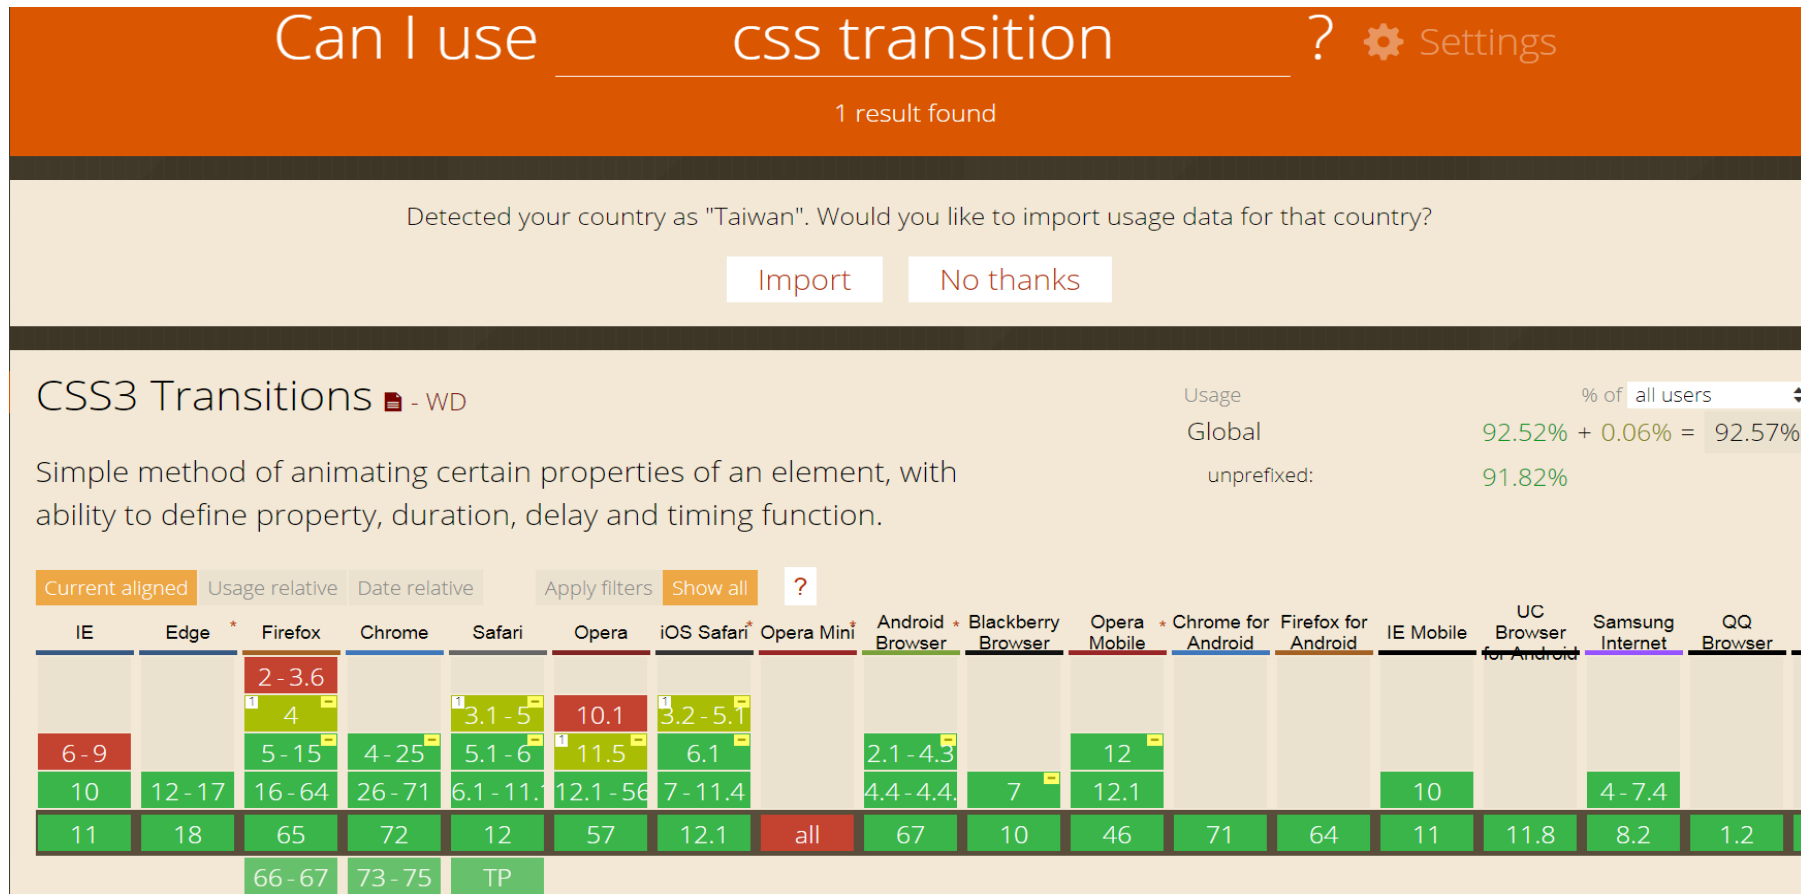 Can I use css transition ? Settings
1 result found
Detected your country as "Taiwan". Would you like to import usage data for that country?
Import No thanks
CSS3 Transitions - WD
Usage % of all users
Global 92.52% + 0.06% = 92.57%
unprefixed: 91.82%
Simple method of animating certain properties of an element, with
ability to define property, duration, delay and timing function.
Current aligned Usage relative Date relative Apply filters Show all ?
IE Edge * Firefox Chrome Safari Opera iOS Safari * Opera Mini * Android Browser * Blackberry Browser Opera Mobile * Chrome for Android Firefox for Android IE Mobile UC Browser for Android Samsung Internet QQ Browser
2 - 3.6
1 4 1 3.1 - 5 10.1 1 3.2 - 5.1
6 - 9 5 - 15 4 - 25 5.1 - 6 1 11.5 6.1 2.1 - 4.3 12
10 12 - 17 16 - 64 26 - 71 6.1 - 11. 12.1 - 56 7 - 11.4 4.4 - 4.4. 7 12.1 10 4 - 7.4
11 18 65 72 12 57 12.1 all 67 10 46 71 64 11 11.8 8.2 1.2
66 - 67 73 - 75 TP